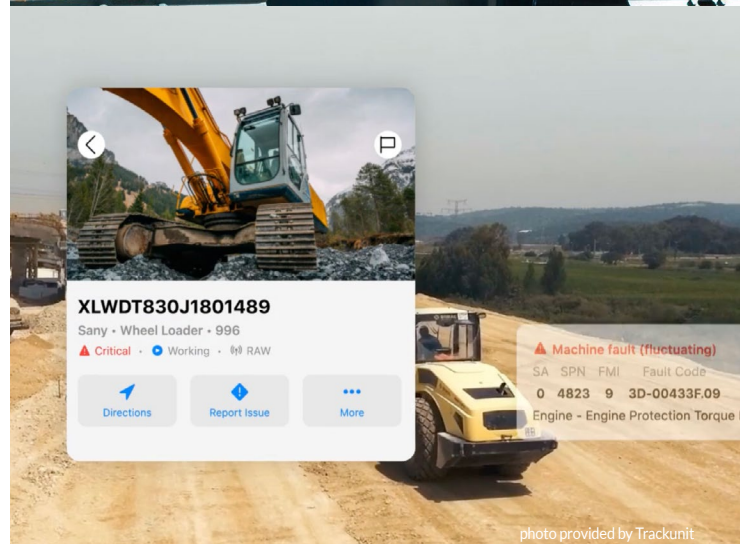 XLWDT830J1801489
Sany • Wheel Loader • 996
Critical • Working • RAW
Directions
Report Issue
More
Machine fault (fluctuating)
SA SPN FMI Fault Code
0 4823 9 3D-00433F.09
Engine - Engine Protection Torque
photo provided by Trackunit